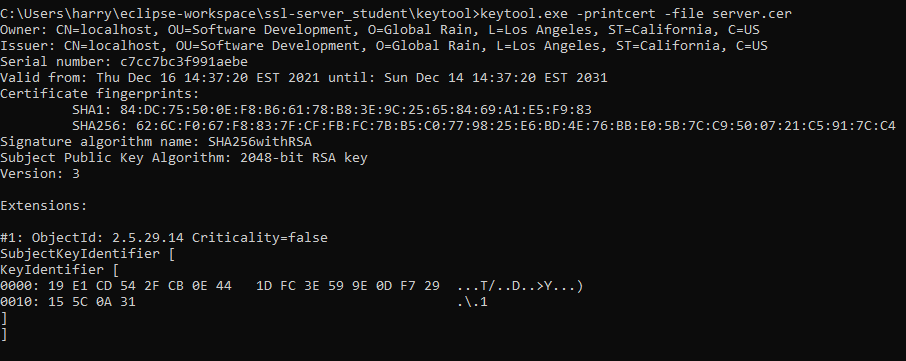 C:\Users\harry\eclipse-workspace\ssl-server_student\keytool>keytool.exe -printcert -file server.cer
Owner: CN=localhost, OU=Software Development, O=Global Rain, L=Los Angeles, ST=California, C=US
Issuer: CN=localhost, OU=Software Development, O=Global Rain, L=Los Angeles, ST=California, C=US
Serial number: c7cc7bc3f991aebe
Valid from: Thu Dec 16 14:37:20 EST 2021 until: Sun Dec 14 14:37:20 EST 2031
Certificate fingerprints:
         SHA1: 84:DC:75:50:0E:F8:B6:61:78:B8:3E:9C:25:65:84:69:A1:E5:F9:83
         SHA256: 62:6C:F0:67:F8:83:7F:CF:FB:FC:7B:B5:C0:77:98:25:E6:BD:4E:76:BB:E0:5B:7C:C9:50:07:21:C5:91:7C:C4
Signature algorithm name: SHA256withRSA
Subject Public Key Algorithm: 2048-bit RSA key
Version: 3

Extensions:

#1: ObjectId: 2.5.29.14 Criticality=false
SubjectKeyIdentifier [
KeyIdentifier [
0000: 19 E1 CD 54 2F CB 0E 44   1D FC 3E 59 9E 0D F7 29  ...T/..D..>Y...)
0010: 15 5C 0A 31                                        .\.1
]
]